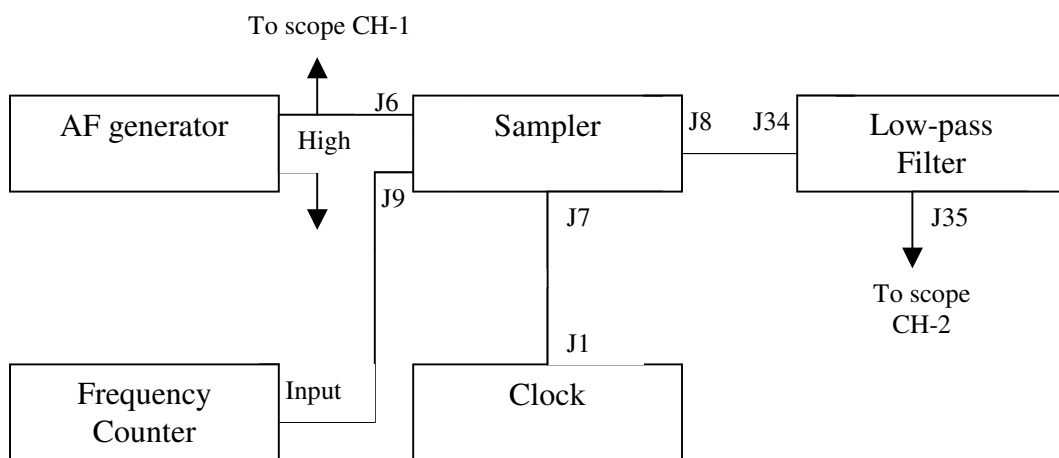 To scope CH-1
AF generator
High
J6
J9
Sampler
J8
J34
Low-pass
Filter
J7
J35
To scope
CH-2
J1
Frequency
Counter
Input
Clock